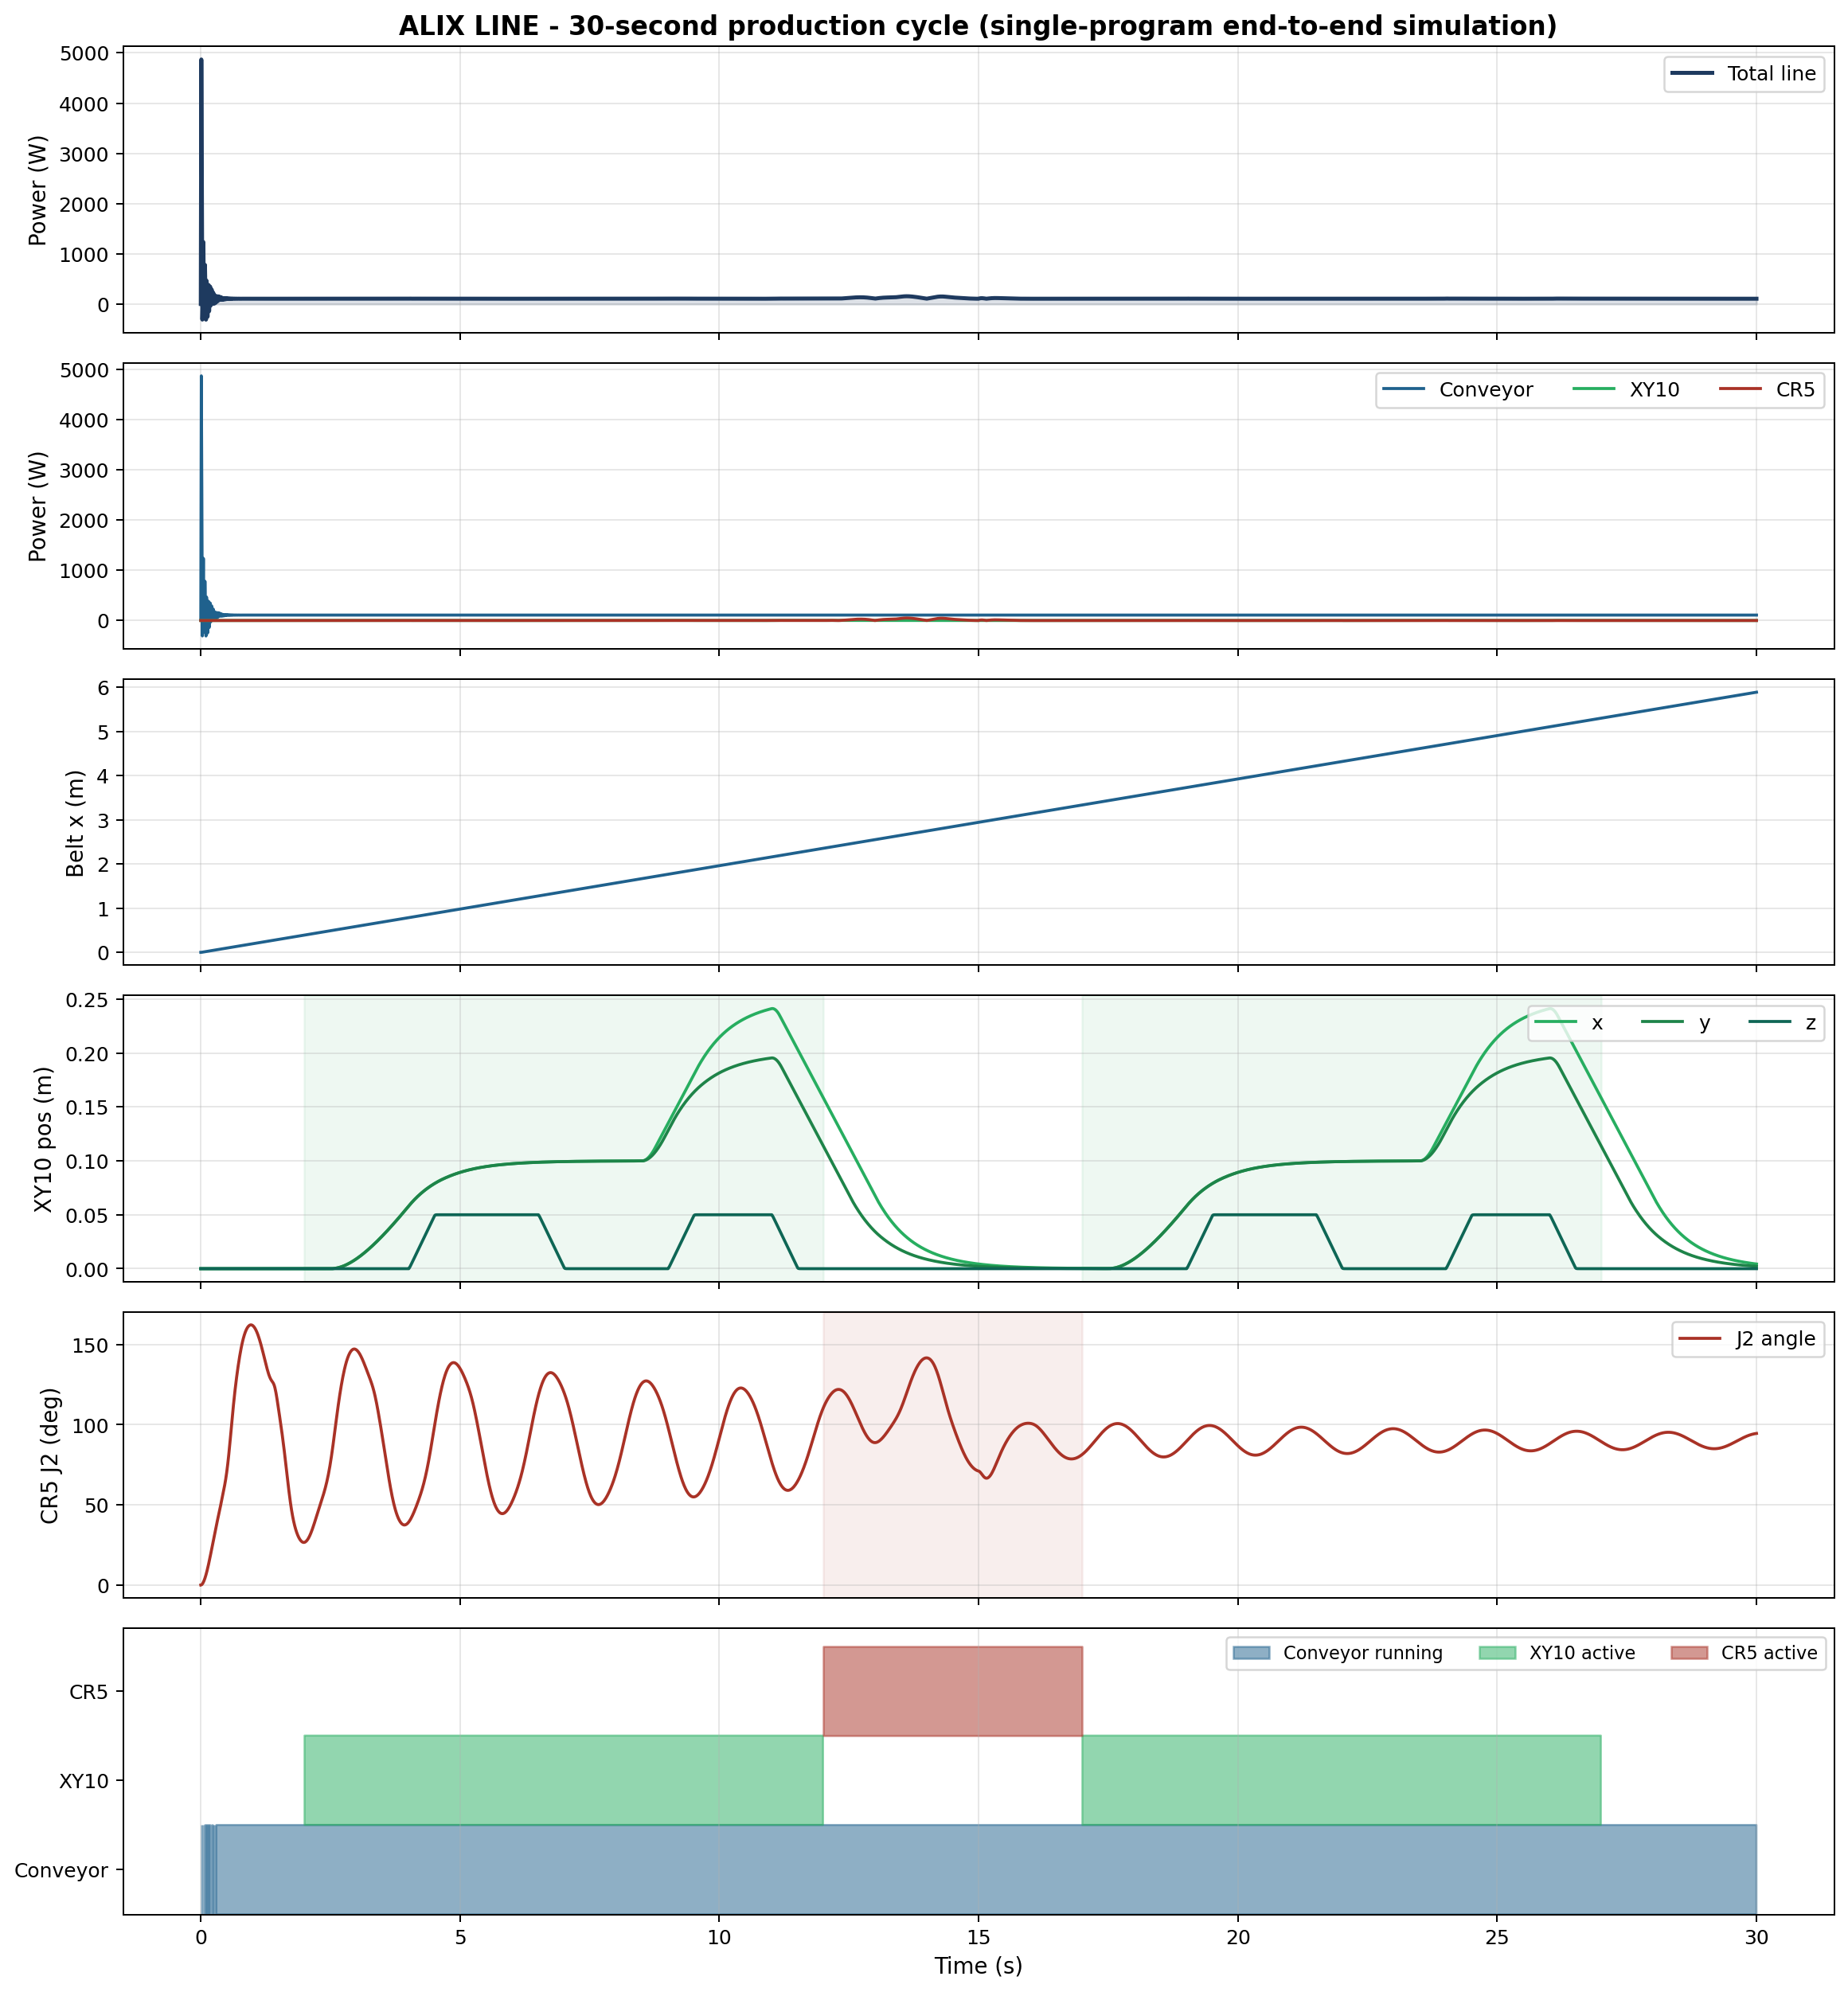 ALIX LINE - 30-second production cycle (single-program end-to-end simulation)
Power (W)
5000
4000
3000
2000
1000
0
Total line
Power (W)
5000
4000
3000
2000
1000
0
Conveyor XY10 CR5
Belt x (m)
6
5
4
3
2
1
0
XY10 pos (m)
0.25
0.20
0.15
0.10
0.05
0.00
x y z
CR5 J2 (deg)
150
100
50
0
J2 angle
CR5
XY10
Conveyor
Conveyor running XY10 active CR5 active
0 5 10 15 20 25 30
Time (s)